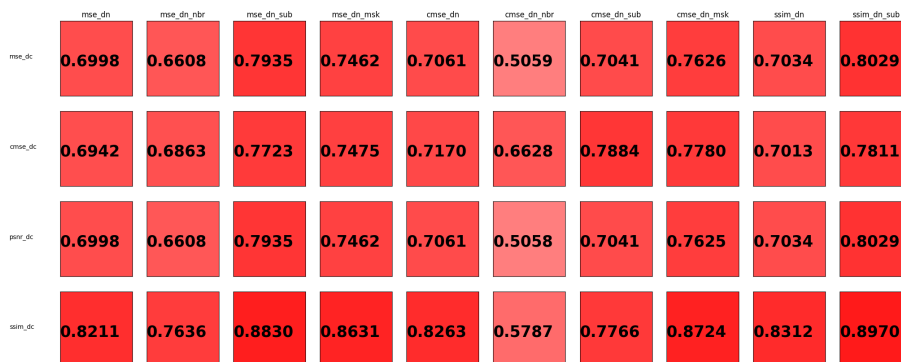 mse_dn mse_dn_nbr mse_dn_sub mse_dn_msk cmse_dn cmse_dn_nbr cmse_dn_sub cmse_dn_msk ssim_dn ssim_dn_sub
mse_dc 0.6998 0.6608 0.7935 0.7462 0.7061 0.5059 0.7041 0.7626 0.7034 0.8029
cmse_dc 0.6942 0.6863 0.7723 0.7475 0.7170 0.6628 0.7884 0.7780 0.7013 0.7811
psnr_dc 0.6998 0.6608 0.7935 0.7462 0.7061 0.5058 0.7041 0.7625 0.7034 0.8029
ssim_dc 0.8211 0.7636 0.8830 0.8631 0.8263 0.5787 0.7766 0.8724 0.8312 0.8970